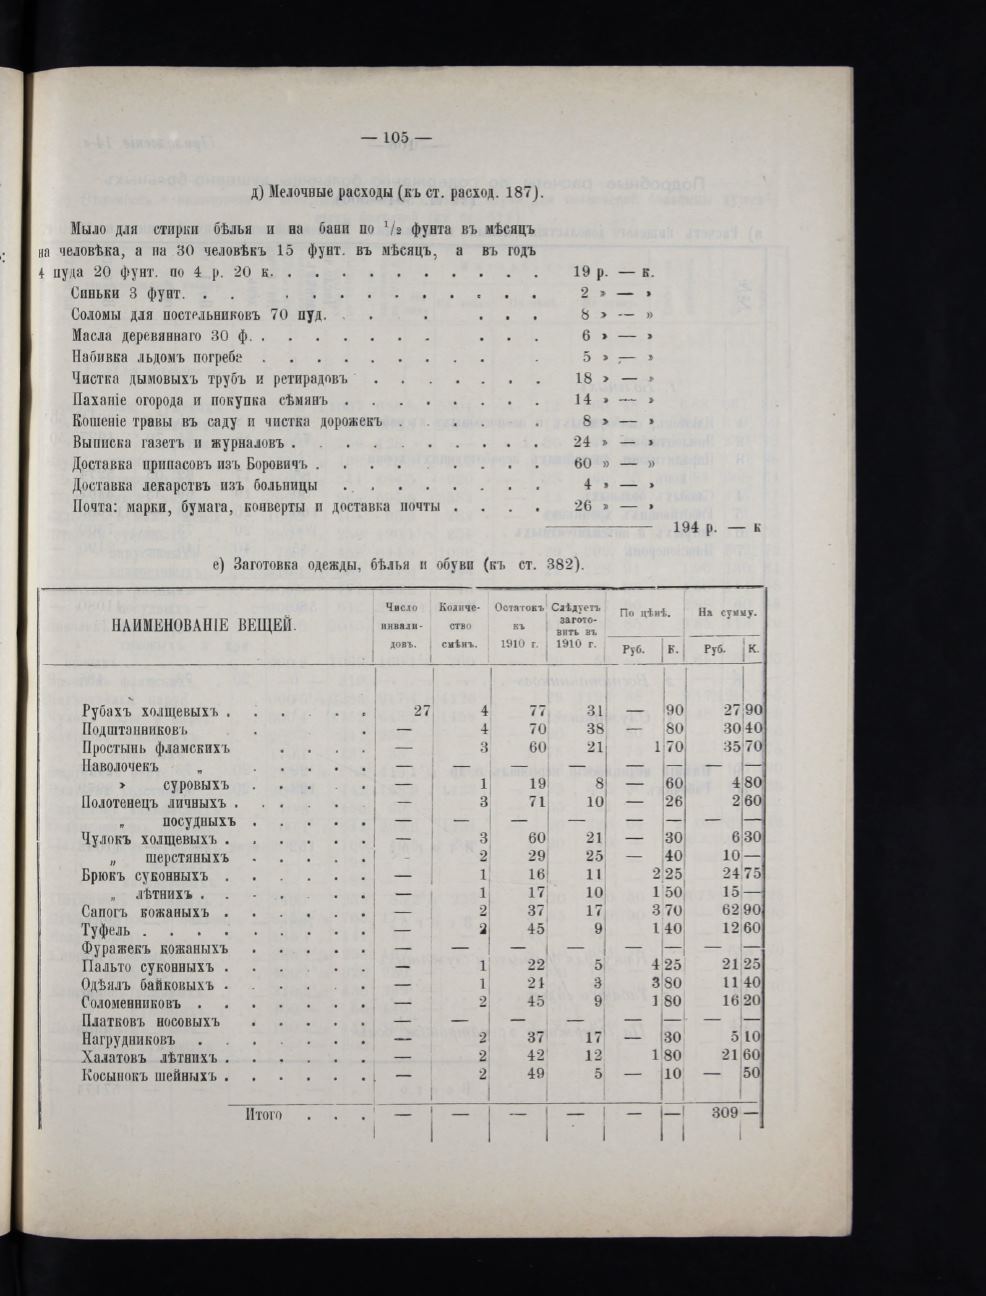 — 105 —
д) Мелочные расходы (къ ст. расход. 187).
Мыло для стирки бѣлья и на бани по ½ фунта въ мѣсяцъ
на человѣка, а на 30 человѣкъ 15 фунт. въ мѣсяцъ, а въ годъ
4 пуда 20 фунт. по 4 р. 20 к. . . . . . . . . . . 19 р. — к.
Синьки 3 фунт. . . . . . . . . . . . . 2 » — »
Соломы для постельниковъ 70 пуд. . . . . . . . 8 » — »
Масла деревяннаго 30 ф. . . . . . . . . . . 6 » — »
Набивка льдомъ погреба . . . . . . . . . . 5 » — »
Чистка дымовыхъ трубъ и ретирадовъ . . . . . . . 18 » — »
Паханіе огорода и покупка сѣмянъ . . . . . . . . 14 » — »
Кошеніе травы въ саду и чистка дорожекъ . . . . . . 8 » — »
Выписка газетъ и журналовъ . . . . . . . . . . 24 » — »
Доставка припасовъ изъ Боровичъ . . . . . . . . . 60 » — »
Доставка лекарствъ изъ больницы . . . . . . . . 4 » — »
Почта: марки, бумага, конверты и доставка почты . . . . 26 » — »
194 р. — к
е) Заготовка одежды, бѣлья и обуви (къ ст. 382).
НАИМЕНОВАНІЕ ВЕЩЕЙ. Число инвали-довъ. Количе-ство смѣнъ. Остатокъ къ 1910 г. Слѣдуетъ загото-вить въ 1910 г. По цѣнѣ. На сумму.
Руб. К. Руб. К.
Рубахъ холщевыхъ . . . . . . 27 4 77 31 — 90 27 90
Подштанниковъ . . — 4 70 38 — 80 30 40
Простынь фламскихъ . . . . — 3 60 21 1 70 35 70
Наволочекъ „ . . . . . — — — — — — — —
» суровыхъ . . . . . — 1 19 8 — 60 4 80
Полотенецъ личныхъ . . . . . . — 3 71 10 — 26 2 60
„ посудныхъ . . . . . — — — — — — — —
Чулокъ холщевыхъ . . . . . . — 3 60 21 — 30 6 30
„ шерстяныхъ . . . . . - 2 29 25 — 40 10 —
Брюкъ суконныхъ . . . . . . — 1 16 11 2 25 24 75
„ лѣтнихъ . . . . . . . — 1 17 10 1 50 15 —
Сапогъ кожаныхъ . . . . . . — 2 37 17 3 70 62 90
Туфель . . . . . . . . . — 2 45 9 1 40 12 60
Фуражекъ кожаныхъ . . . . . — — — — — — — —
Пальто суконныхъ . . . . . . — 1 22 5 4 25 21 25
Одѣялъ байковыхъ . . . . . . — 1 21 3 3 80 11 40
Соломенниковъ . . . . . . . — 2 45 9 1 80 16 20
Платковъ носовыхъ . . . . . — — — — — — — —
Нагрудниковъ . . . . . . . — 2 37 17 — 30 5 10
Халатовъ лѣтнихъ . . . . . . — 2 42 12 1 80 21 60
Косынокъ шейныхъ . . . . . . — 2 49 5 — 10 — 50
Итого . . . — — — — — — 309 —